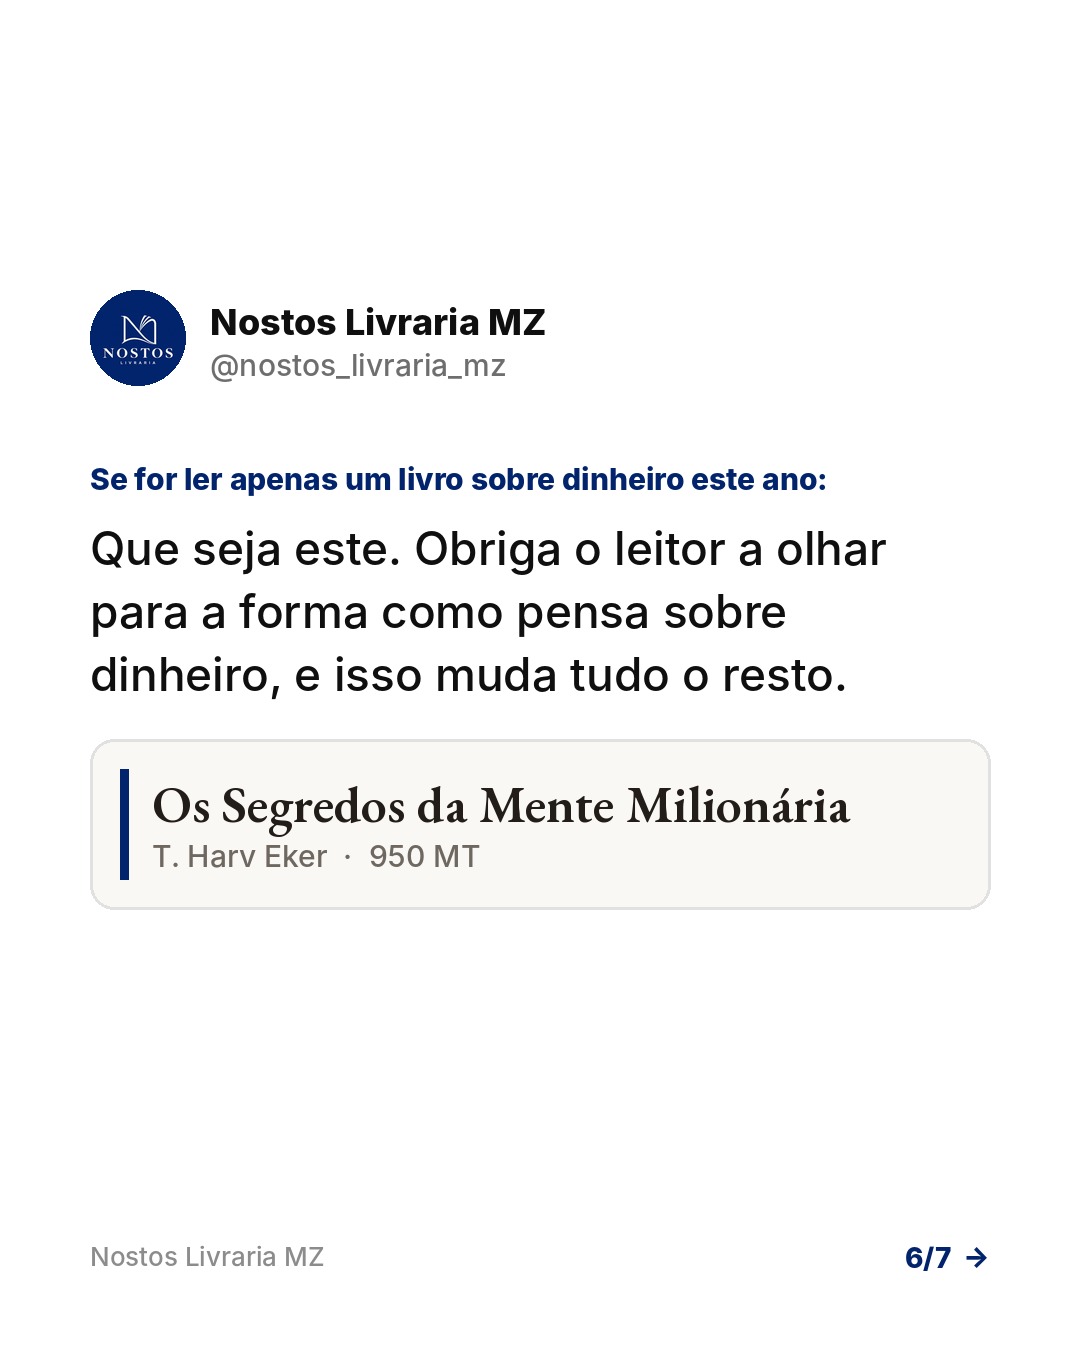 NOSTOS
LIVRARIA
Nostos Livraria MZ
@nostos_livraria_mz
Se for ler apenas um livro sobre dinheiro este ano:
Que seja este. Obriga o leitor a olhar
para a forma como pensa sobre
dinheiro, e isso muda tudo o resto.
Os Segredos da Mente Milionária
T. Harv Eker · 950 MT
Nostos Livraria MZ
6/7 →